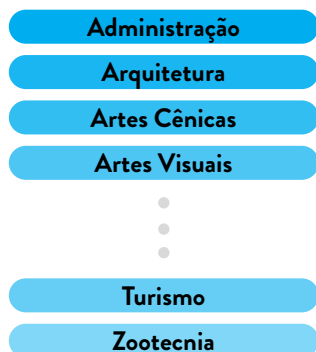 Administração
Arquitetura
Artes Cênicas
Artes Visuais
Turismo
Zootecnia